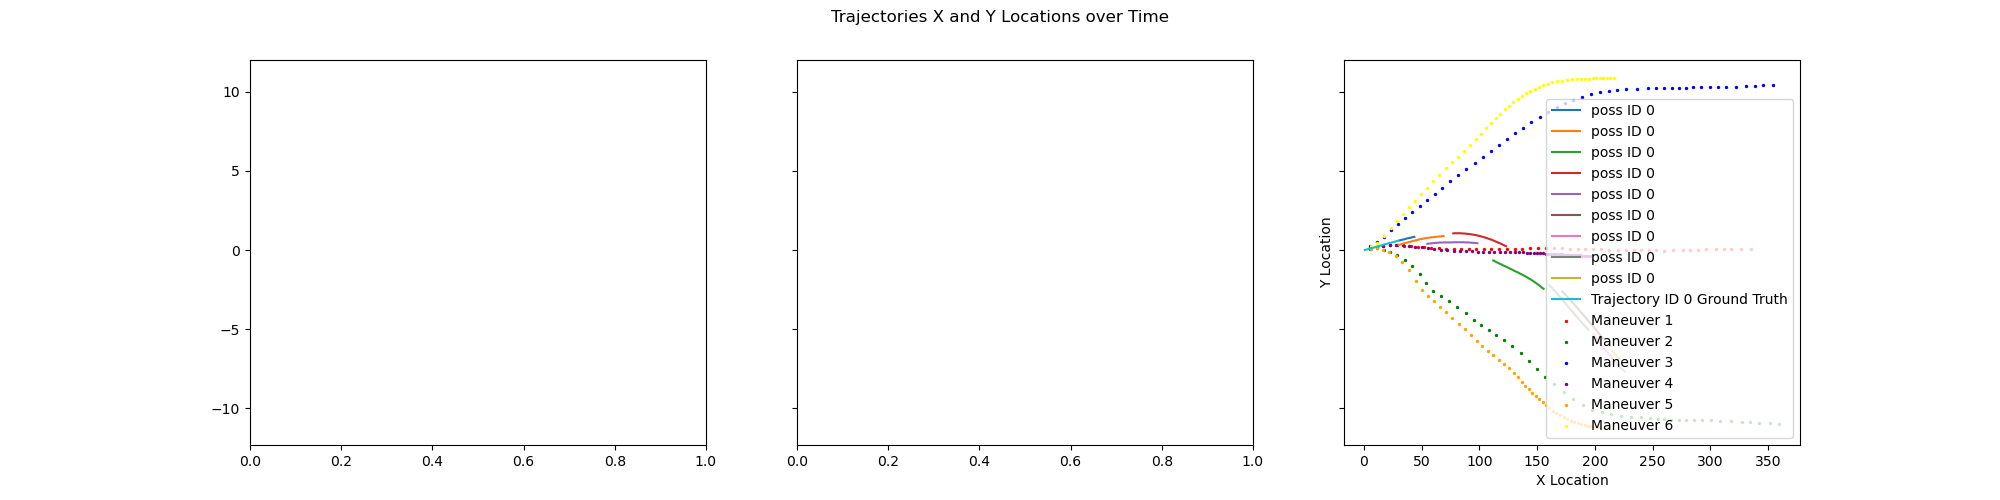 Trajectories X and Y Locations over Time
10
5
0
−5
−10
0.0 0.2 0.4 0.6 0.8 1.0
0.0 0.2 0.4 0.6 0.8 1.0
Y Location
poss ID 0
poss ID 0
poss ID 0
poss ID 0
poss ID 0
poss ID 0
poss ID 0
poss ID 0
poss ID 0
Trajectory ID 0 Ground Truth
Maneuver 1
Maneuver 2
Maneuver 3
Maneuver 4
Maneuver 5
Maneuver 6
0 50 100 150 200 250 300 350
X Location